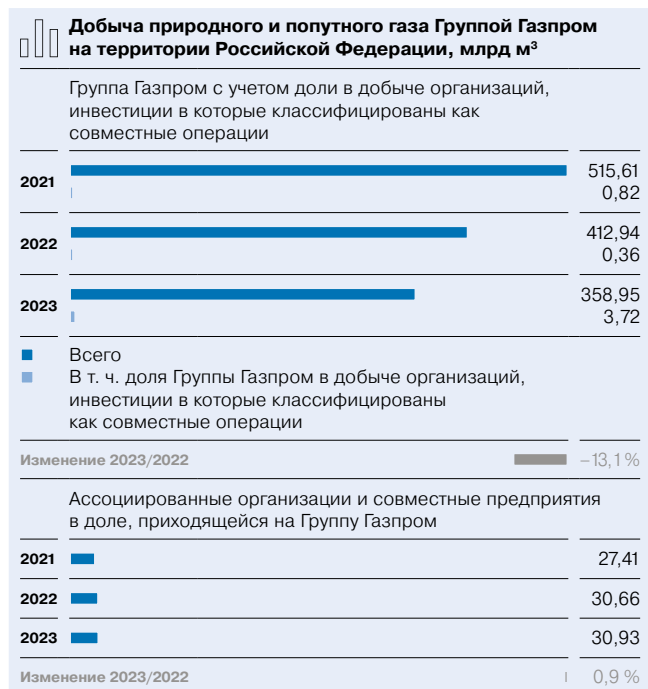 Добыча природного и попутного газа Группой Газпром
на территории Российской Федерации, млрд м³
Группа Газпром с учетом доли в добыче организаций,
инвестиции в которые классифицированы как
совместные операции
2021
515,61
0,82
2022
412,94
0,36
2023
358,95
3,72
Всего
В т. ч. доля Группы Газпром в добыче организаций,
инвестиции в которые классифицированы
как совместные операции
Изменение 2023/2022 –13,1 %
Ассоциированные организации и совместные предприятия
в доле, приходящейся на Группу Газпром
2021 27,41
2022 30,66
2023 30,93
Изменение 2023/2022 0,9 %